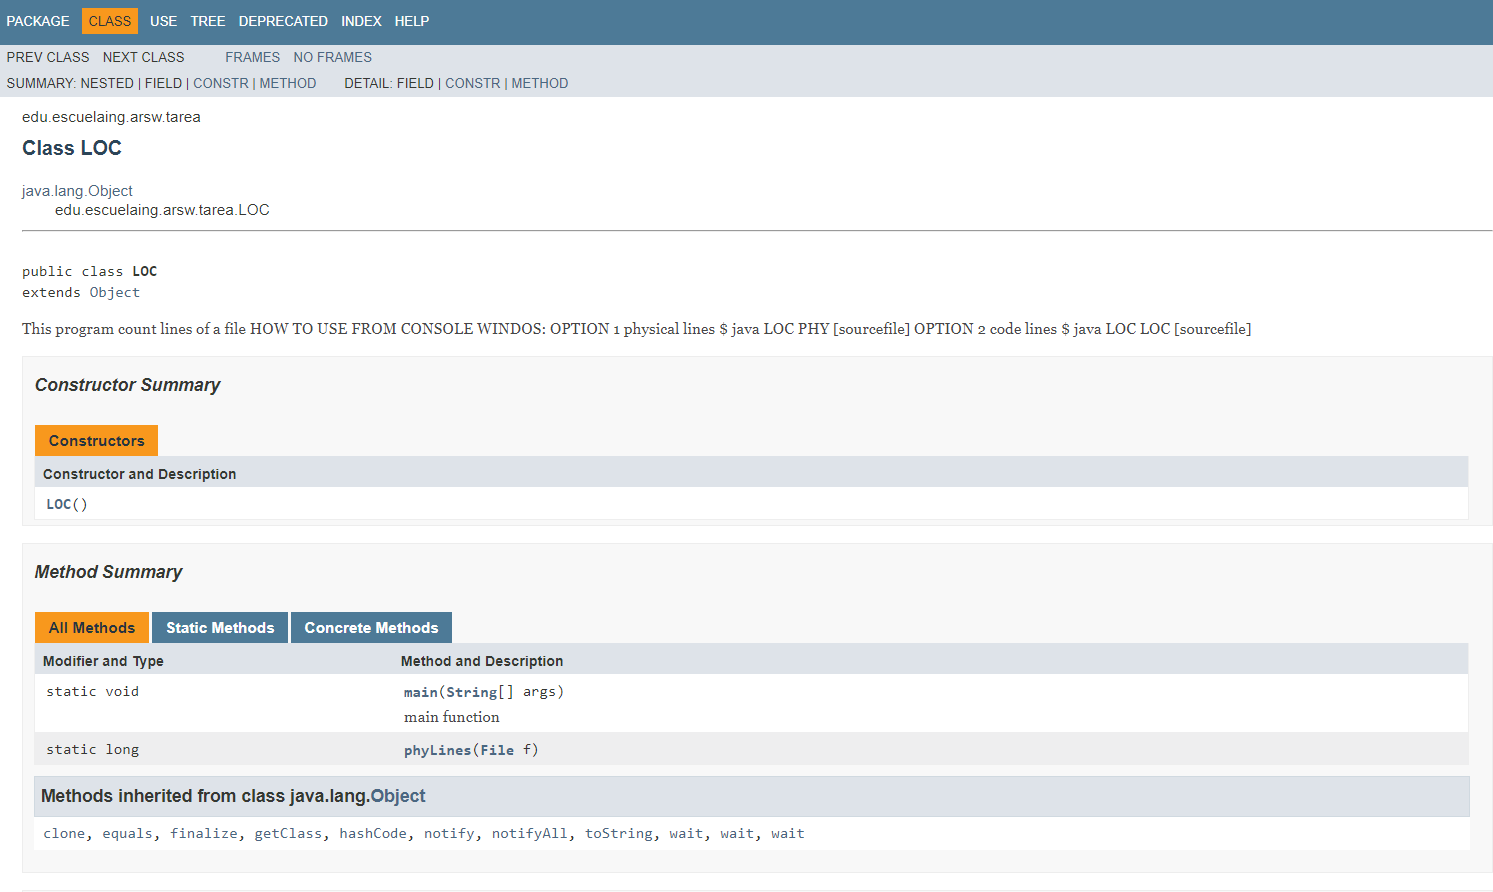 PACKAGE CLASS USE TREE DEPRECATED INDEX HELP
PREV CLASS NEXT CLASS FRAMES NO FRAMES
SUMMARY: NESTED | FIELD | CONSTR | METHOD DETAIL: FIELD | CONSTR | METHOD
edu.escuelaing.arsw.tarea
Class LOC
java.lang.Object
edu.escuelaing.arsw.tarea.LOC
public class LOC
extends Object
This program count lines of a file HOW TO USE FROM CONSOLE WINDOS: OPTION 1 physical lines $ java LOC PHY [sourcefile] OPTION 2 code lines $ java LOC LOC [sourcefile]
Constructor Summary
Constructors
Constructor and Description
LOC()
Method Summary
All Methods Static Methods Concrete Methods
Modifier and Type Method and Description
static void main(String[] args)
main function
static long phyLines(File f)
Methods inherited from class java.lang.Object
clone, equals, finalize, getClass, hashCode, notify, notifyAll, toString, wait, wait, wait